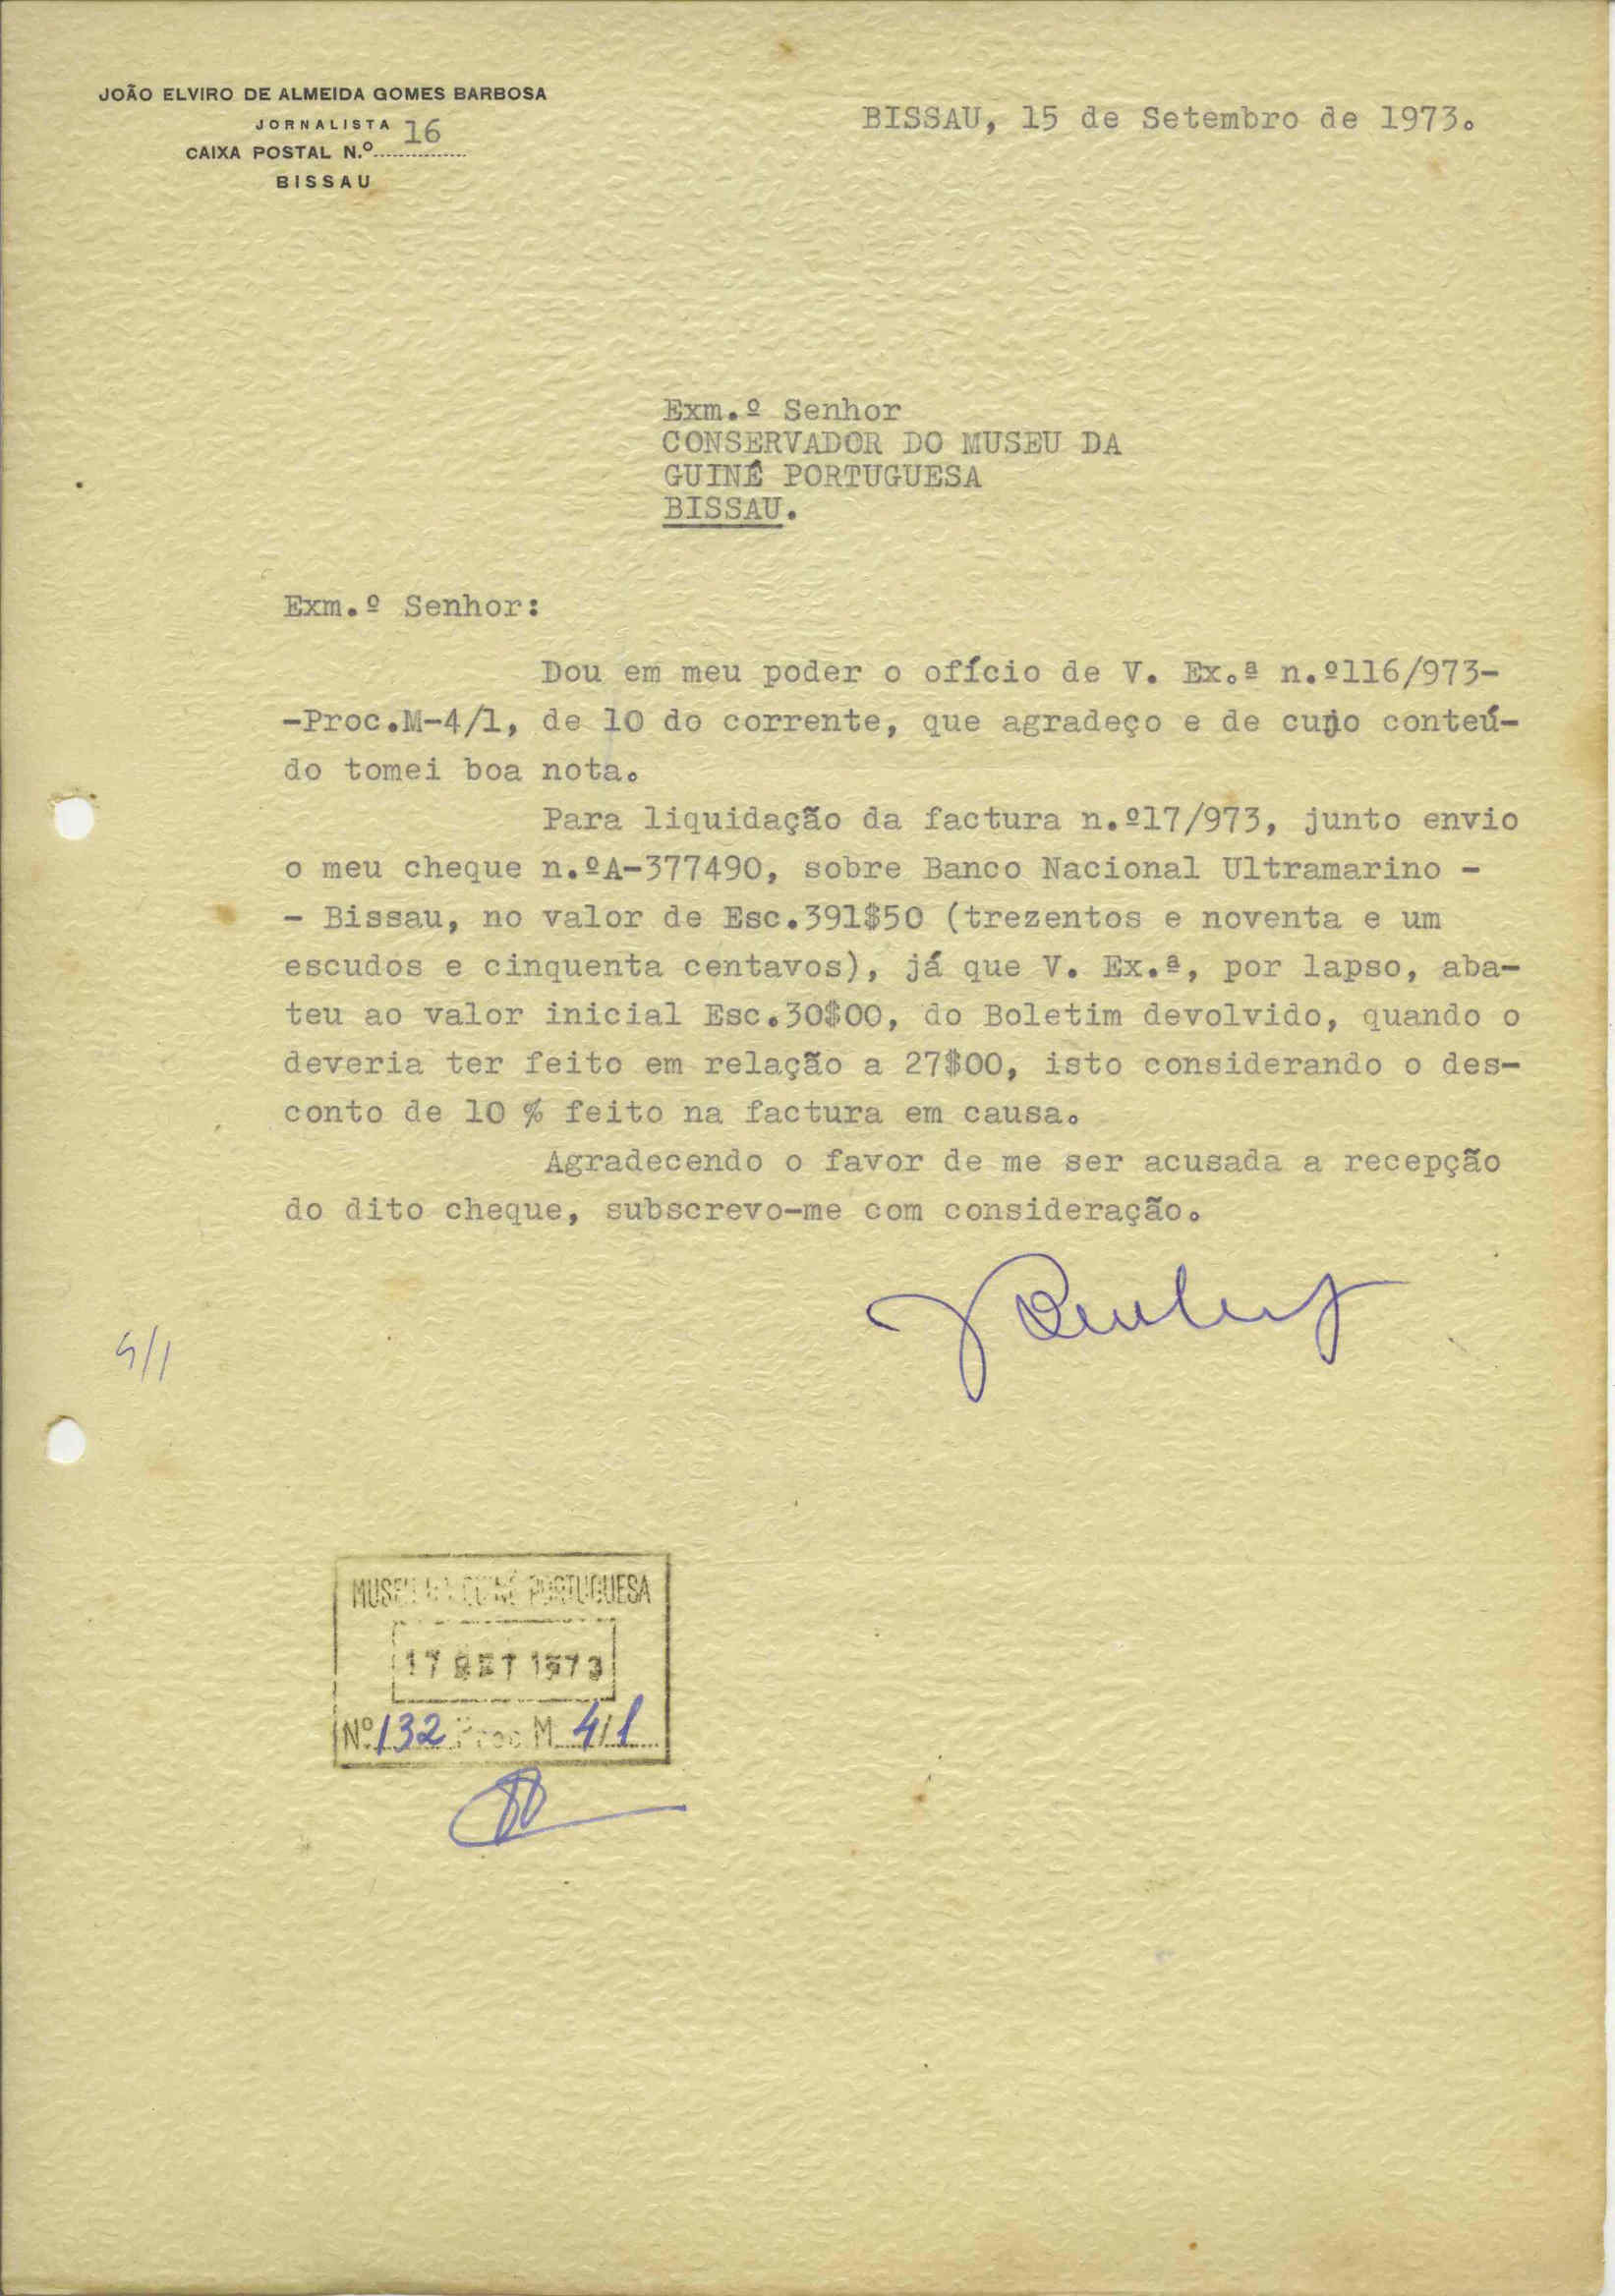 JOÃO ELVIRO DE ALMEIDA GOMES BARBOSA
JORNALISTA
CAIXA POSTAL N.º 16
BISSAU
BISSAU, 15 de Setembro de 1973.
Exm.º Senhor
CONSERVADOR DO MUSEU DA
GUINÉ PORTUGUESA
BISSAU.
Exm.º Senhor:
Dou em meu poder o ofício de V. Ex.ª n.º116/973-
-Proc.M-4/1, de 10 do corrente, que agradeço e de cujo conteú-
do tomei boa nota.
Para liquidação da factura n.º17/973, junto envio
o meu cheque n.ºA-377490, sobre Banco Nacional Ultramarino -
- Bissau, no valor de Esc.391$50 (trezentos e noventa e um
escudos e cinquenta centavos), já que V. Ex.ª, por lapso, aba-
teu ao valor inicial Esc.30$00, do Boletim devolvido, quando o
deveria ter feito em relação a 27$00, isto considerando o des-
conto de 10 % feito na factura em causa.
Agradecendo o favor de me ser acusada a recepção
do dito cheque, subscrevo-me com consideração.
4/1
MUSEU DA GUINÉ PORTUGUESA
17 SET 1973
Nº 132 Proc M 4/1